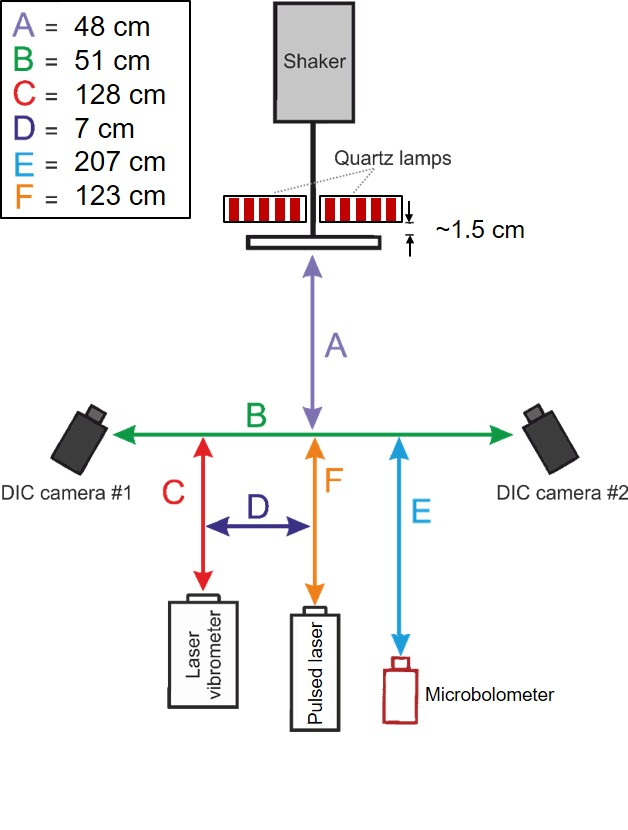 A = 48 cm
B = 51 cm
C = 128 cm
D = 7 cm
E = 207 cm
F = 123 cm
Shaker
Quartz lamps
~1.5 cm
A
B
DIC camera #1
DIC camera #2
C
D
F
E
Laser
vibrometer
Pulsed laser
Microbolometer